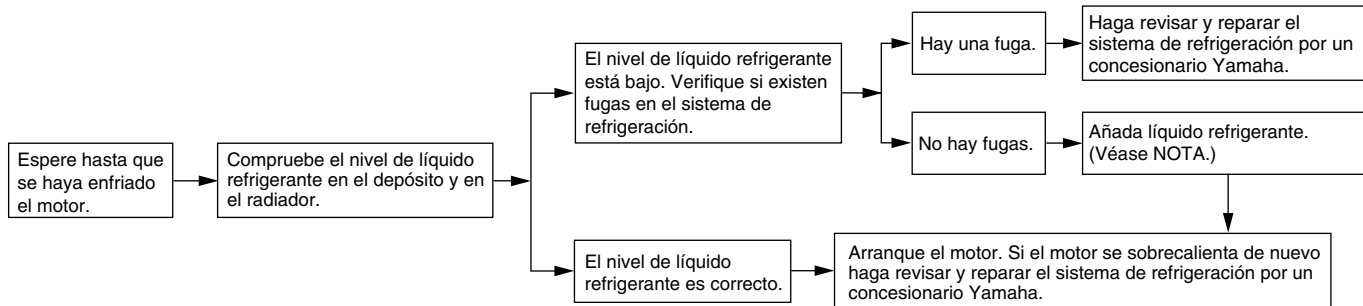 Espere hasta que
se haya enfriado
el motor.
Compruebe el nivel de líquido
refrigerante en el depósito y en
el radiador.
El nivel de líquido refrigerante
está bajo. Verifique si existen
fugas en el sistema de
refrigeración.
Hay una fuga.
Haga revisar y reparar el
sistema de refrigeración por un
concesionario Yamaha.
No hay fugas.
Añada líquido refrigerante.
(Véase NOTA.)
El nivel de líquido
refrigerante es correcto.
Arranque el motor. Si el motor se sobrecalienta de nuevo
haga revisar y reparar el sistema de refrigeración por un
concesionario Yamaha.